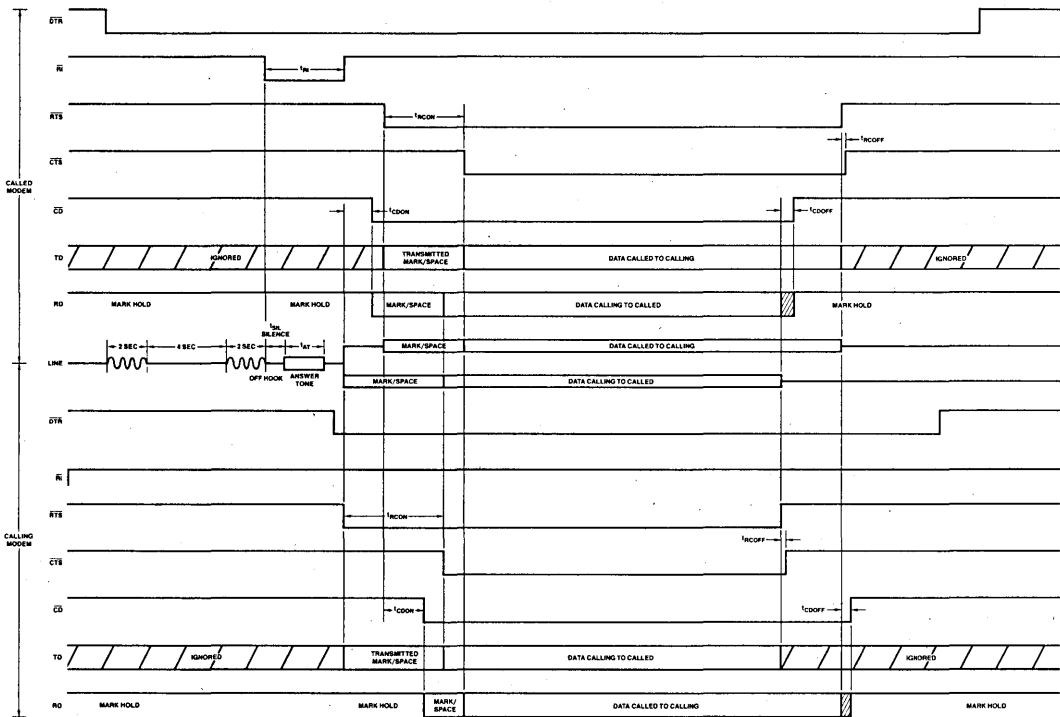 DTR
RI
tRI
RTS
tRCON
tRCOFF
CTS
CALLED
MODEM
CD
tCDON
tCDOFF
TD
IGNORED
TRANSMITTED
MARK/SPACE
DATA CALLED TO CALLING
IGNORED
RD
MARK HOLD
MARK HOLD
MARK/SPACE
DATA CALLING TO CALLED
MARK HOLD
tSIL
SILENCE
2 SEC
4 SEC
2 SEC
tAT
MARK/SPACE
DATA CALLED TO CALLING
LINE
OFF HOOK
ANSWER
TONE
MARK/SPACE
DATA CALLING TO CALLED
DTR
RI
RTS
tRCON
tRCOFF
CALLING
MODEM
CTS
CD
tCDON
tCDOFF
TD
IGNORED
TRANSMITTED
MARK/SPACE
DATA CALLING TO CALLED
IGNORED
RD
MARK HOLD
MARK HOLD
MARK/
SPACE
DATA CALLED TO CALLING
MARK HOLD